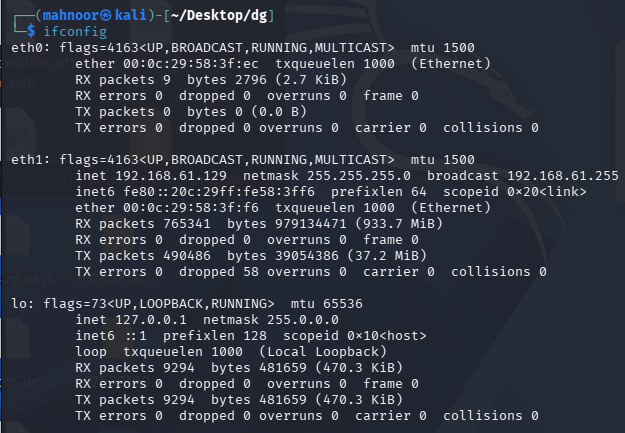 (mahnoor㉿kali)-[~/Desktop/dg]
$ ifconfig
eth0: flags=4163<UP,BROADCAST,RUNNING,MULTICAST> mtu 1500
ether 00:0c:29:58:3f:ec txqueuelen 1000 (Ethernet)
RX packets 9 bytes 2796 (2.7 KiB)
RX errors 0 dropped 0 overruns 0 frame 0
TX packets 0 bytes 0 (0.0 B)
TX errors 0 dropped 0 overruns 0 carrier 0 collisions 0
eth1: flags=4163<UP,BROADCAST,RUNNING,MULTICAST> mtu 1500
inet 192.168.61.129 netmask 255.255.255.0 broadcast 192.168.61.255
inet6 fe80::20c:29ff:fe58:3ff6 prefixlen 64 scopeid 0×20<link>
ether 00:0c:29:58:3f:f6 txqueuelen 1000 (Ethernet)
RX packets 765341 bytes 979134471 (933.7 MiB)
RX errors 0 dropped 0 overruns 0 frame 0
TX packets 490486 bytes 39054386 (37.2 MiB)
TX errors 0 dropped 58 overruns 0 carrier 0 collisions 0
lo: flags=73<UP,LOOPBACK,RUNNING> mtu 65536
inet 127.0.0.1 netmask 255.0.0.0
inet6 ::1 prefixlen 128 scopeid 0×10<host>
loop txqueuelen 1000 (Local Loopback)
RX packets 9294 bytes 481659 (470.3 KiB)
RX errors 0 dropped 0 overruns 0 frame 0
TX packets 9294 bytes 481659 (470.3 KiB)
TX errors 0 dropped 0 overruns 0 carrier 0 collisions 0